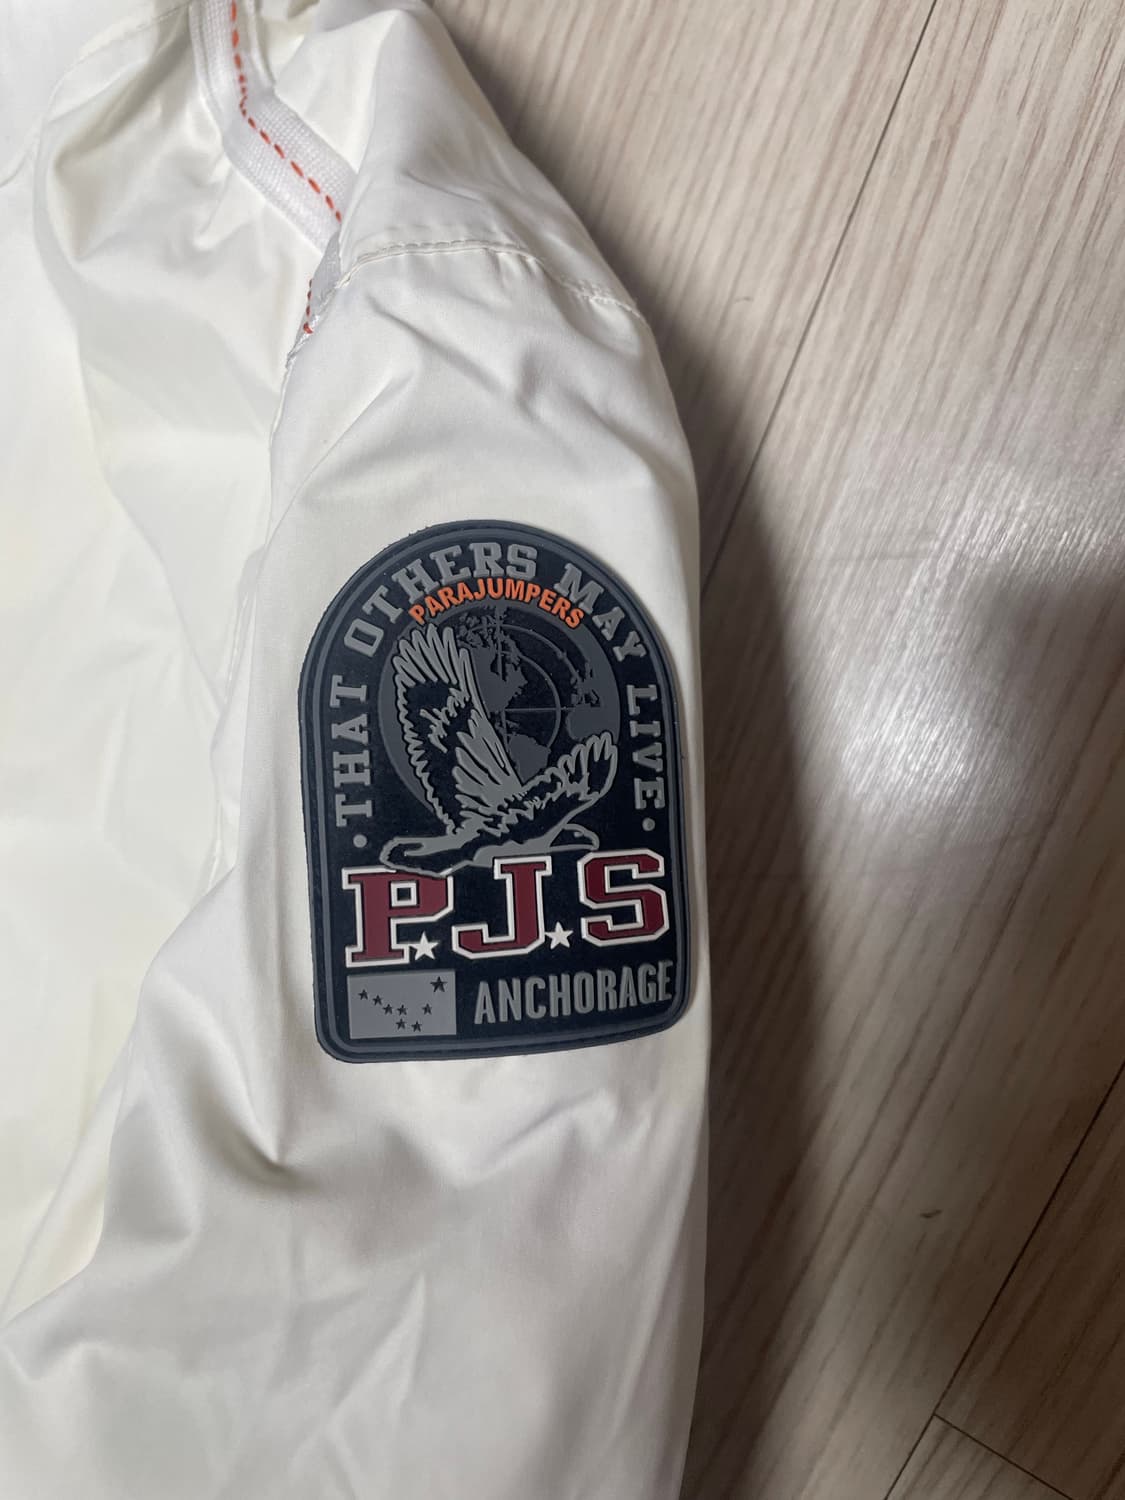 • THAT OTHERS MAY LIVE •
PARAJUMPERS
P.J.S
ANCHORAGE